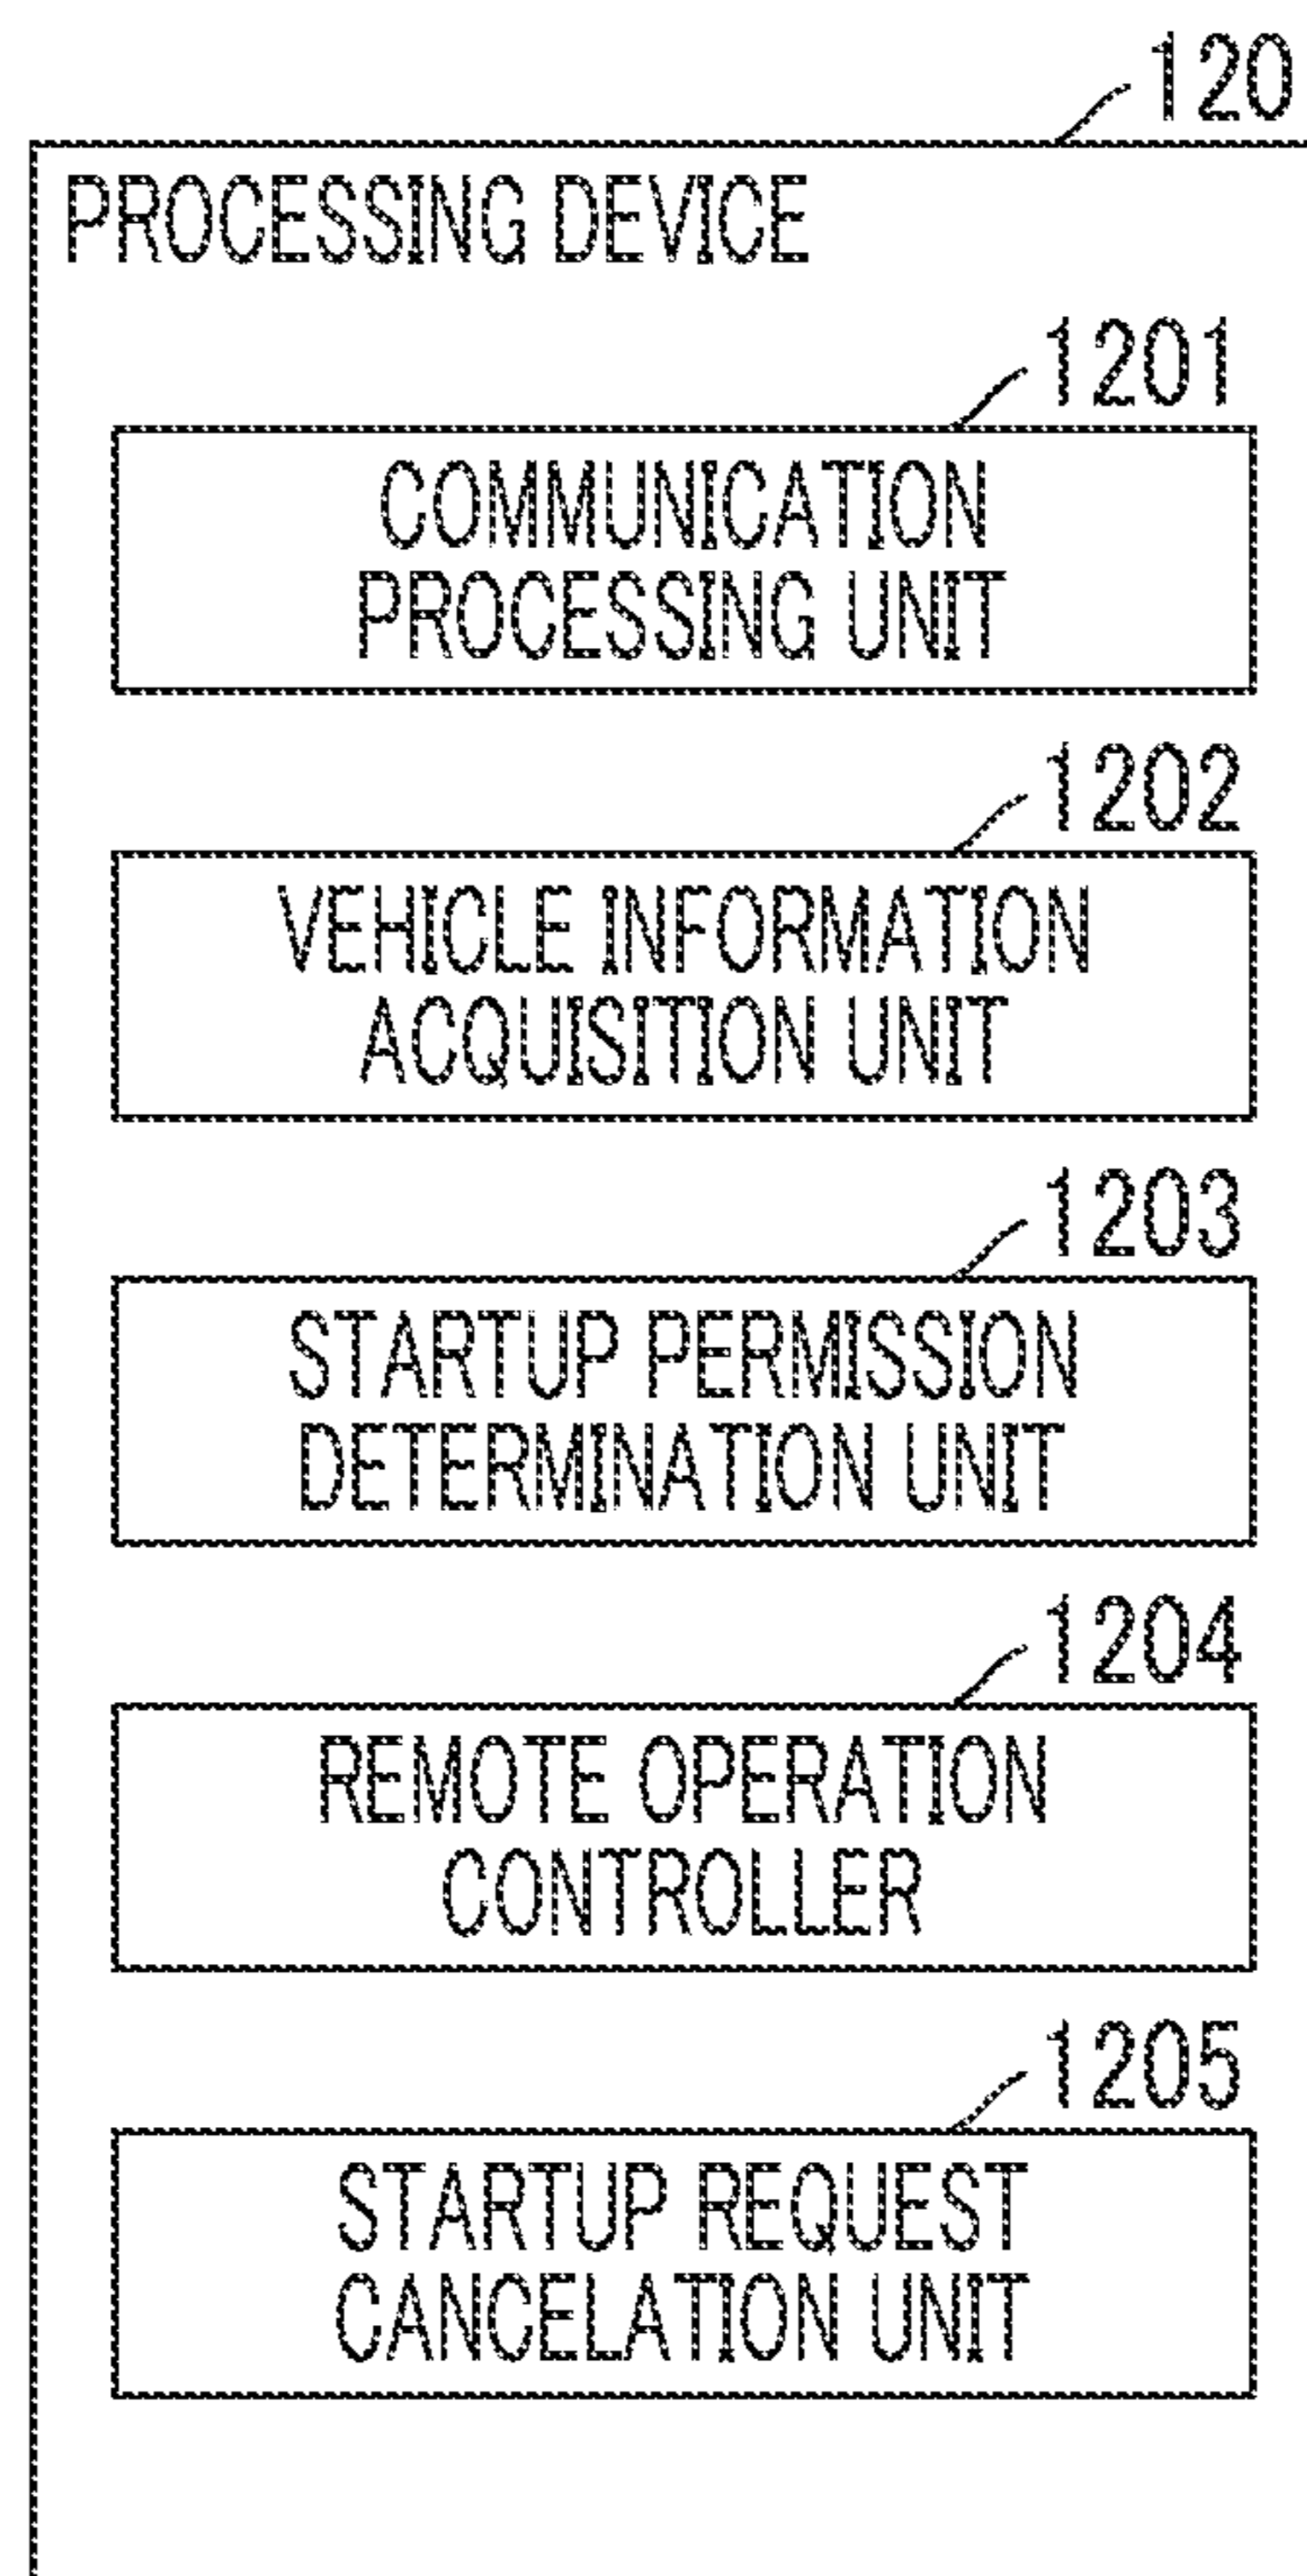 120
PROCESSING DEVICE
1201
COMMUNICATION
PROCESSING UNIT
1202
VEHICLE INFORMATION
ACQUISITION UNIT
1203
STARTUP PERMISSION
DETERMINATION UNIT
1204
REMOTE OPERATION
CONTROLLER
1205
STARTUP REQUEST
CANCELATION UNIT